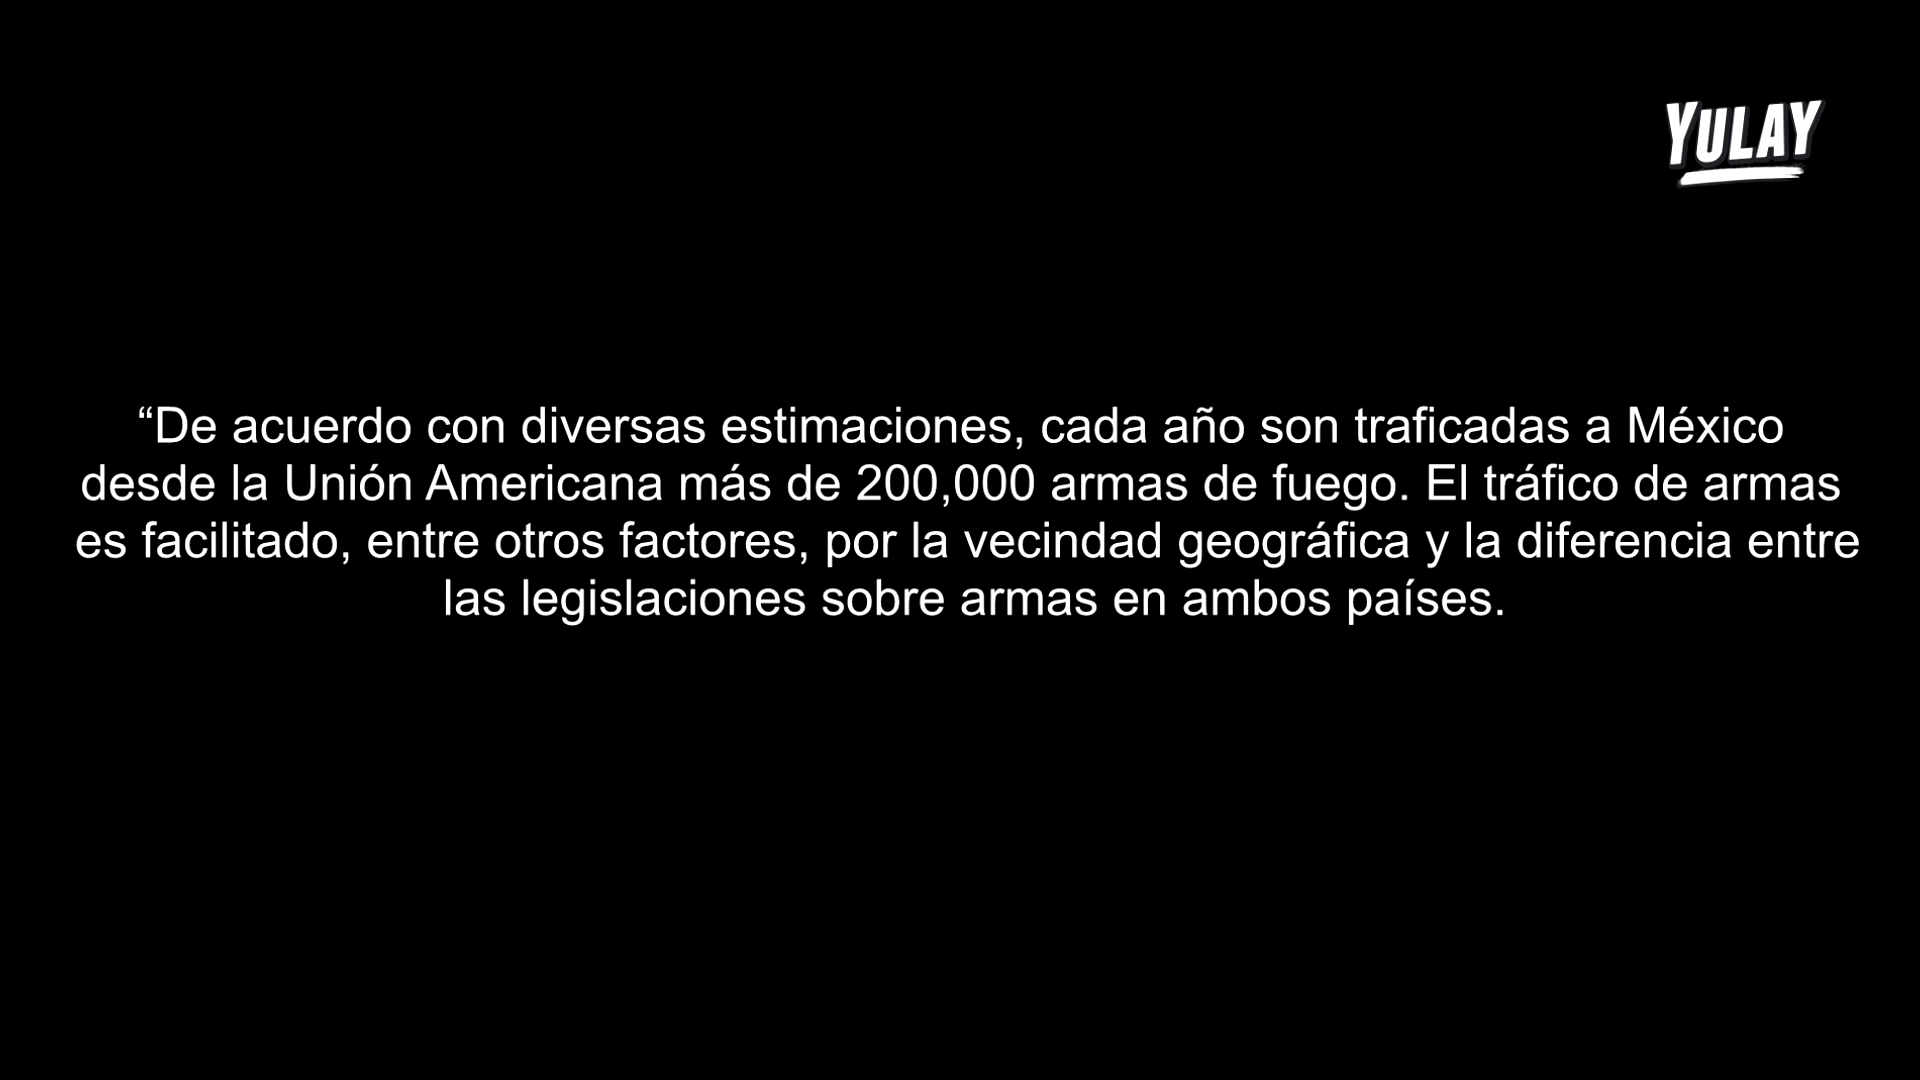 YULAY
“De acuerdo con diversas estimaciones, cada año son traficadas a México
desde la Unión Americana más de 200,000 armas de fuego. El tráfico de armas
es facilitado, entre otros factores, por la vecindad geográfica y la diferencia entre
las legislaciones sobre armas en ambos países.